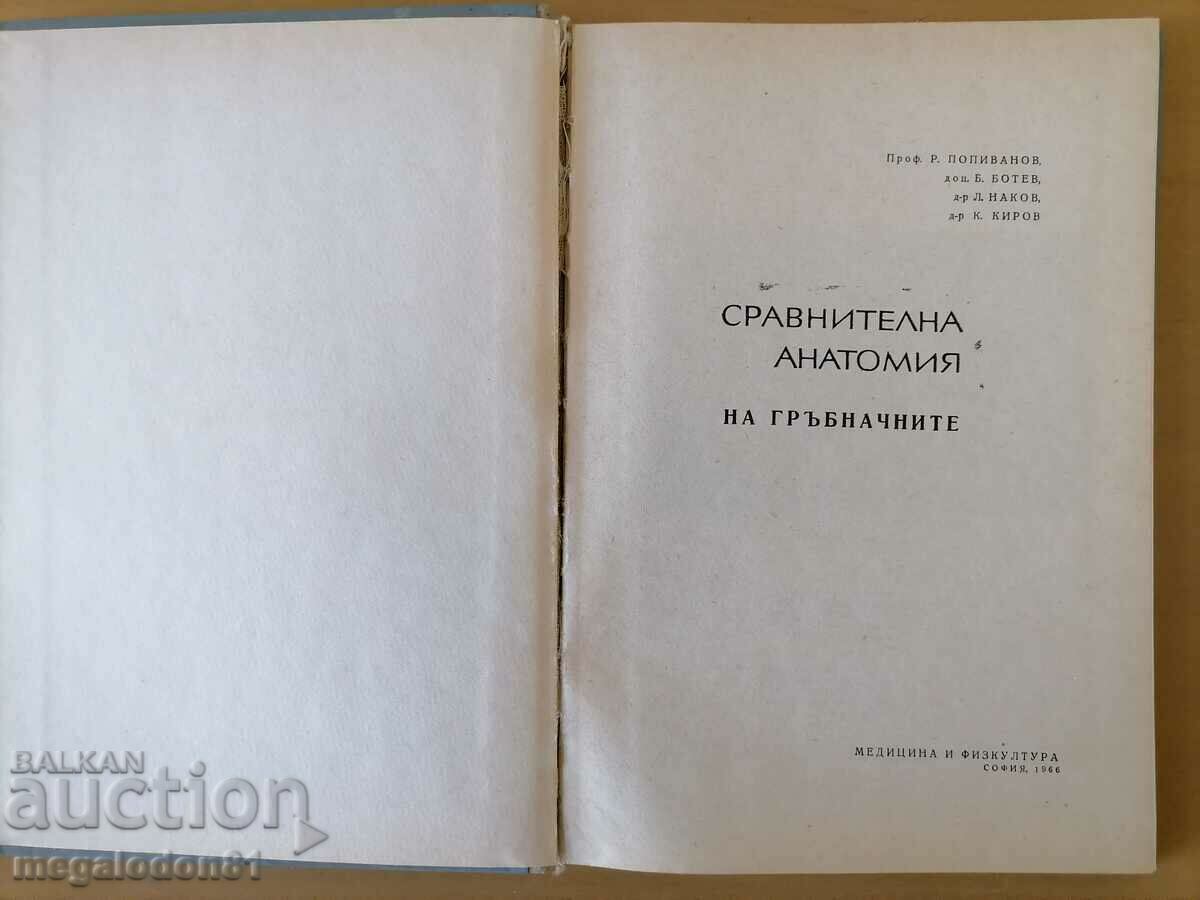 Проф. Р. ПОПИВАНОВ,
доц. Б. БОТЕВ,
д-р Л. НАКОВ,
д-р К. КИРОВ
СРАВНИТЕЛНА
АНАТОМИЯ
НА ГРЪБНАЧНИТЕ
МЕДИЦИНА И ФИЗКУЛТУРА
СОФИЯ, 1966
BALKAN
auction
megalodon81